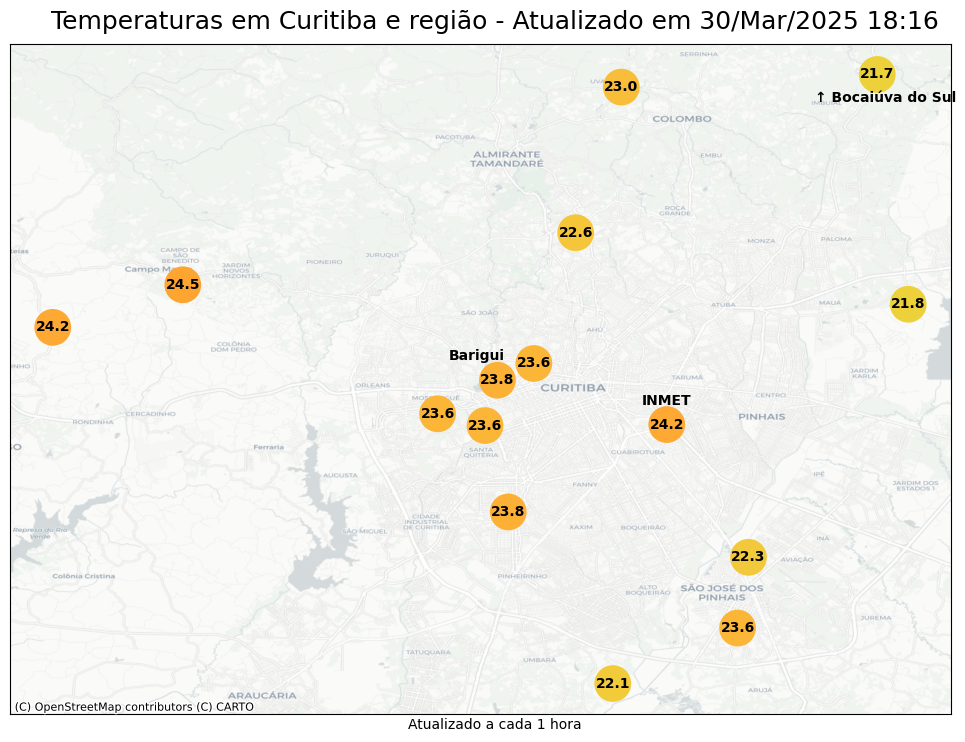 Temperaturas em Curitiba e região - Atualizado em 30/Mar/2025 18:16
SERRINHA
21.7
23.0
↑ Bocaiúva do Sul
COLOMBO
PACOTUBA
ALMIRANTE
TAMANDARÉ
EMBU
ROÇA
GRANDE
22.6
MONZA
PALOMA
CAMPO DE
SÃO
BENEDITO
JURUQUI
PIONEIRO
JARDIM
NOVOS
HORIZONTES
Campo M
24.5
21.8
MAUÁ
ATUBA
SÃO JOÃO
24.2
AHÚ
COLÔNIA
DOM PEDRO
Barigui
23.6
JARDIM
KARLA
TARUMÃ
23.8
ORLEANS
CURITIBA
CENTRO
INMET
23.6
CERCADINHO
RONDINHA
PINHAIS
24.2
23.6
Ferraria
SANTA
QUITÉRIA
GUABIROTUBA
AUGUSTA
IPÊ
FANNY
JARDIM DOS
ESTADOS I
23.8
CIDADE
INDUSTRIAL
DE CURITIBA
SÃO MIGUEL
XAXIM
BOQUEIRÃO
Represa do Rio
Verde
INÁ
22.3
AVIAÇÃO
Colônia Cristina
PINHEIRINHO
ALTO
BOQUEIRÃO
SÃO JOSÉ DOS
PINHAIS
JUREMA
23.6
TATUQUARA
UMBARÁ
22.1
ARUJÁ
ARAUCÁRIA
(C) OpenStreetMap contributors (C) CARTO
Atualizado a cada 1 hora